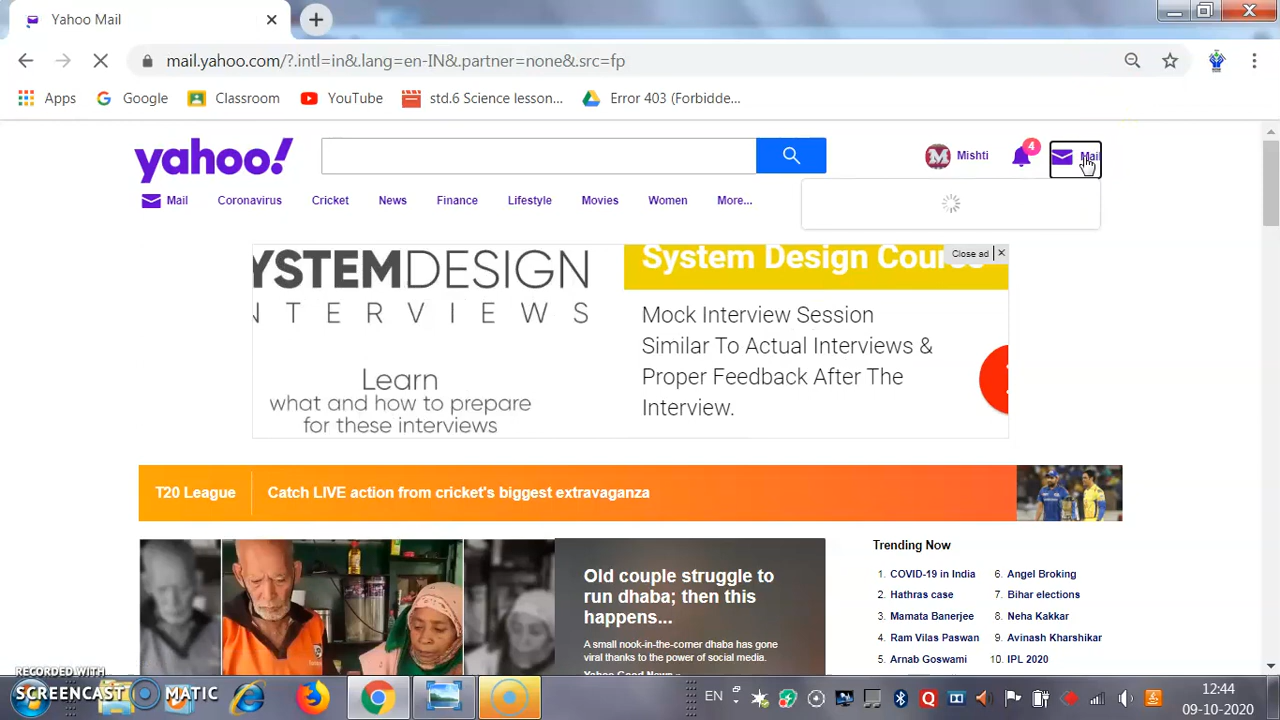 Yahoo Mail
mail.yahoo.com/?.intl=in&.lang=en-IN&.partner=none&.src=fp
Apps Google Classroom YouTube std.6 Science lesson... Error 403 (Forbidde...
yahoo!
Mishti 4 Mail
Mail Coronavirus Cricket News Finance Lifestyle Movies Women More...
Close ad
YSTEMDESIGN
NTERVIEWS
Learn
what and how to prepare
for these interviews
System Design Course
Mock Interview Session
Similar To Actual Interviews &
Proper Feedback After The
Interview.
T20 League Catch LIVE action from cricket's biggest extravaganza
Old couple struggle to
run dhaba; then this
happens...
A small nook-in-the-corner dhaba has gone
viral thanks to the power of social media.
Trending Now
1. COVID-19 in India
2. Hathras case
3. Mamata Banerjee
4. Ram Vilas Paswan
5. Arnab Goswami
6. Angel Broking
7. Bihar elections
8. Neha Kakkar
9. Avinash Kharshikar
10. IPL 2020
RECORDED WITH
SCREENCAST MATIC
EN
12:44
09-10-2020